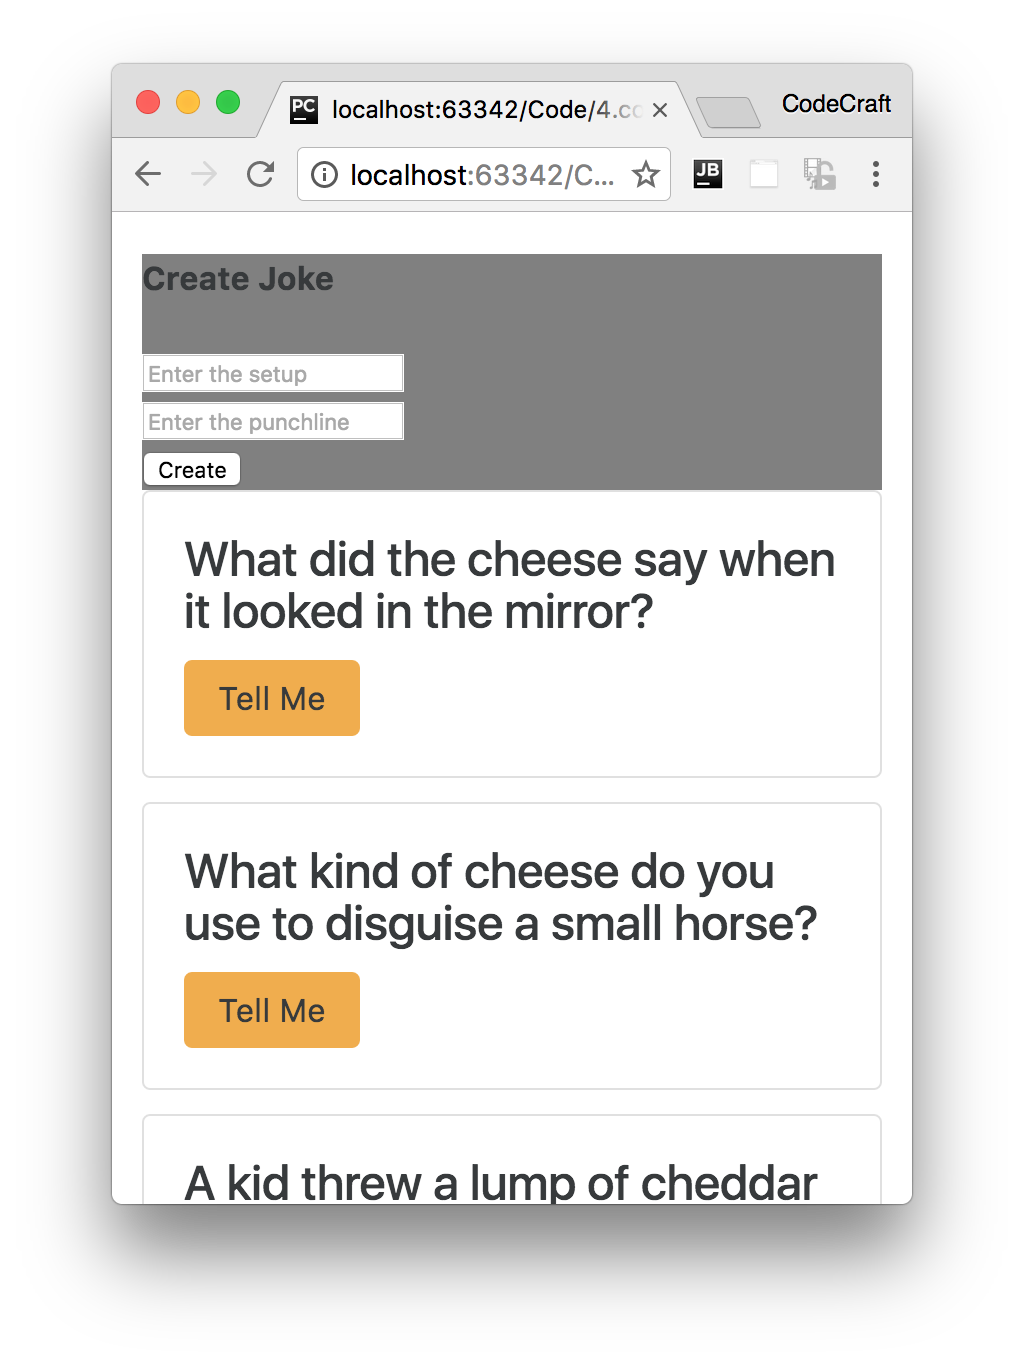 PC localhost:63342/Code/4.co CodeCraft
localhost:63342/C... JB
Create Joke
Enter the setup
Enter the punchline
Create
What did the cheese say when
it looked in the mirror?
Tell Me
What kind of cheese do you
use to disguise a small horse?
Tell Me
A kid threw a lump of cheddar